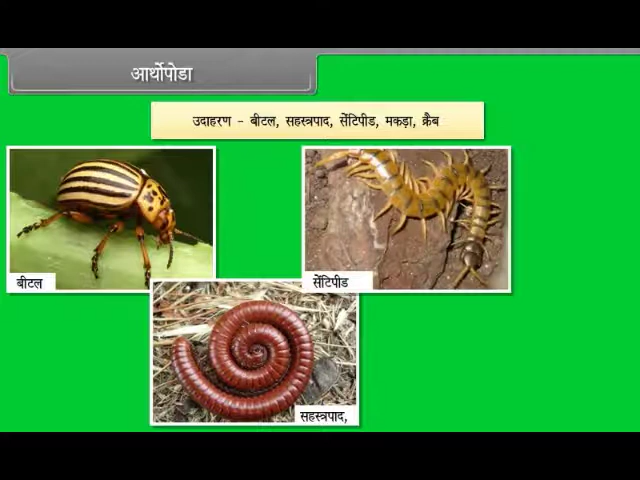 आर्थोपोडा
उदाहरण - बीटल, सहस्त्रपाद, सेंटिपीड, मकड़ा, क्रैब
बीटल
सेंटिपीड
सहस्त्रपाद,